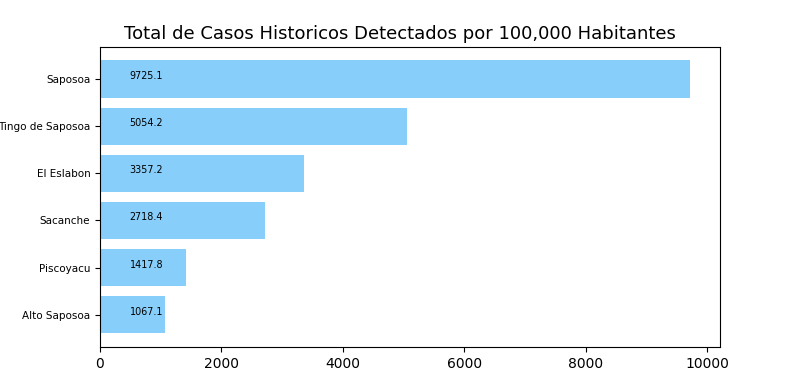 Total de Casos Historicos Detectados por 100,000 Habitantes
Saposoa 9725.1
Tingo de Saposoa 5054.2
El Eslabon 3357.2
Sacanche 2718.4
Piscoyacu 1417.8
Alto Saposoa 1067.1
0 2000 4000 6000 8000 10000